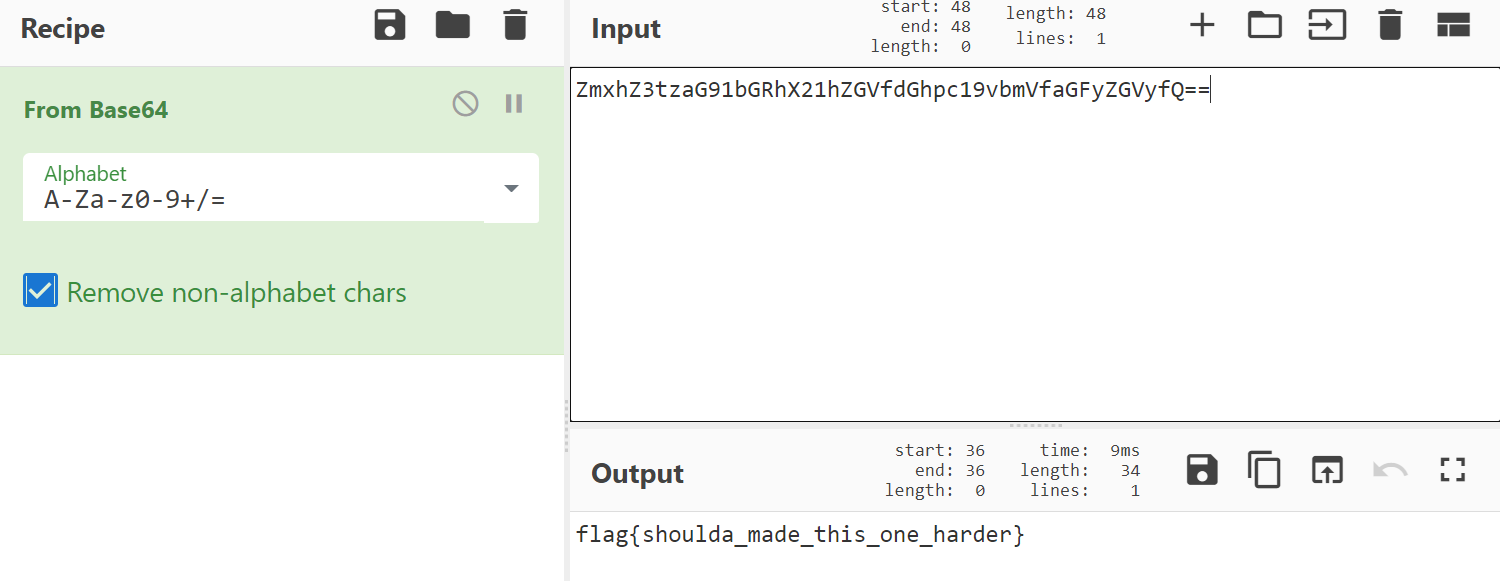 Recipe
From Base64
Alphabet
A-Za-z0-9+/=
Remove non-alphabet chars
Input
start: 48
end: 48
length: 0
length: 48
lines: 1
ZmxhZ3tzaG91bGRhX21hZGVfdGhpc19vbmVfaGFyZGVyfQ==
Output
start: 36
end: 36
length: 0
time: 9ms
length: 34
lines: 1
flag{shoulda_made_this_one_harder}